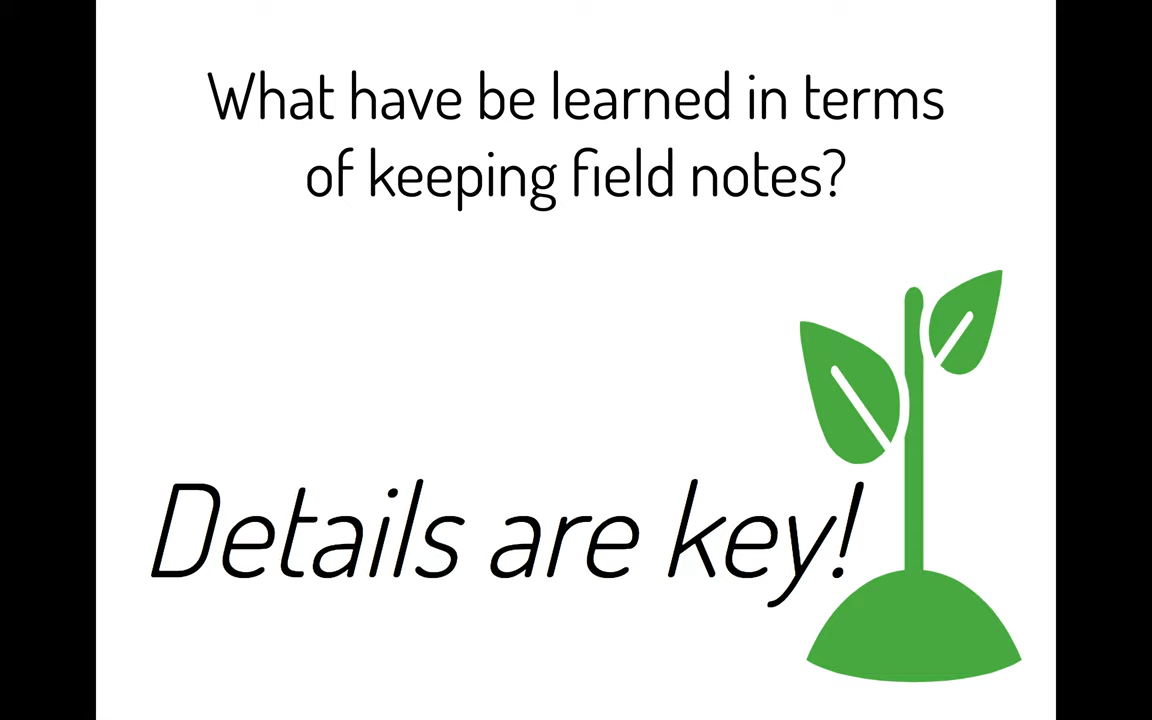 What have be learned in terms
of keeping field notes?
Details are key!